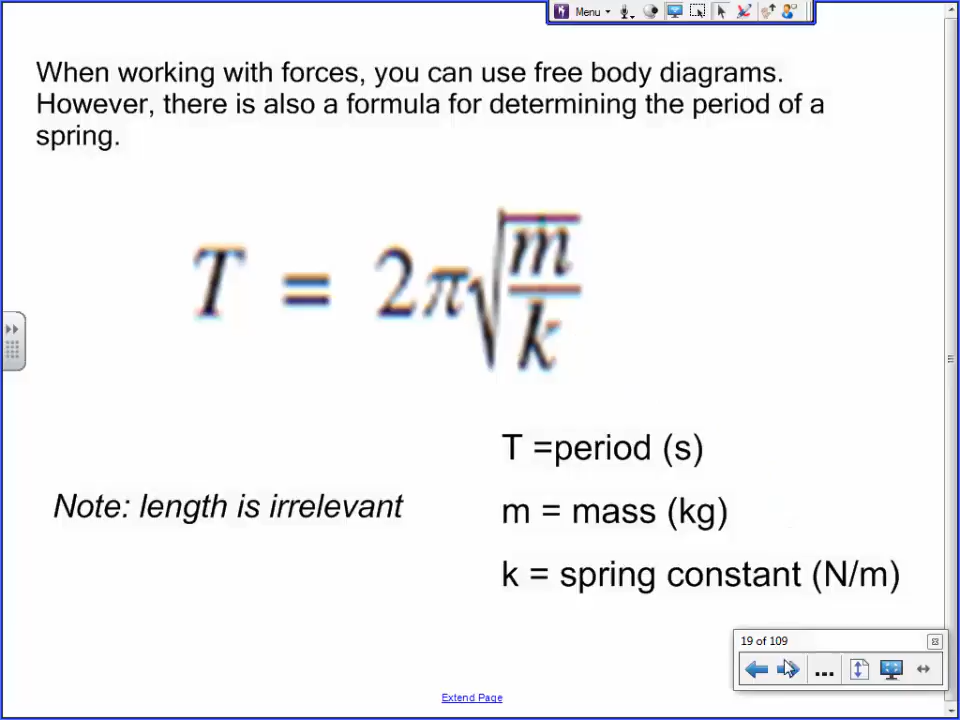 Menu
When working with forces, you can use free body diagrams.
However, there is also a formula for determining the period of a
spring.
T = 2π√(m/k)
T =period (s)
Note: length is irrelevant
m = mass (kg)
k = spring constant (N/m)
19 of 109
...
Extend Page